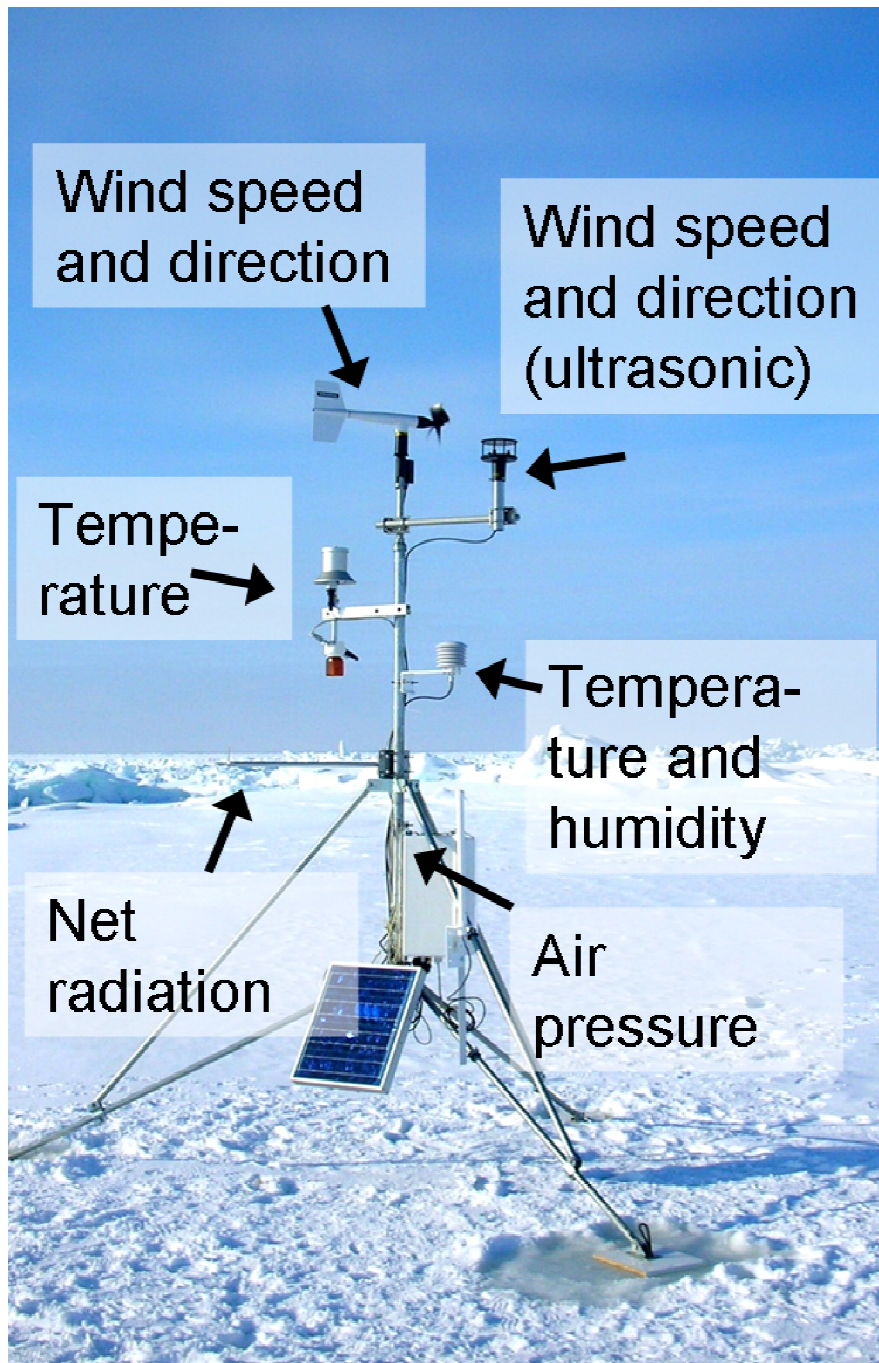 Wind speed
and direction
Wind speed
and direction
(ultrasonic)
Tempe-
rature
Tempera-
ture and
humidity
Net
radiation
Air
pressure